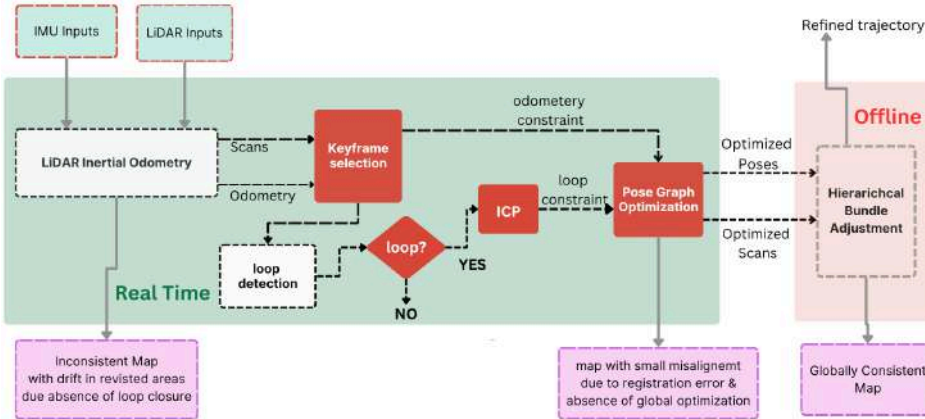 IMU Inputs
LiDAR Inputs
Refined trajectory
Offline
LiDAR Inertial Odometry
Scans
Odometry
Keyframe
selection
odometery
constraint
loop
detection
loop?
YES
NO
ICP
loop
constraint
Pose Graph
Optimization
Optimized
Poses
Optimized
Scans
Hierarichcal
Bundle
Adjustment
Real Time
Inconsistent Map
with drift in revisted areas
due absence of loop closure
map with small misalignemt
due to registration error &
absence of global optimization
Globally Consistent
Map